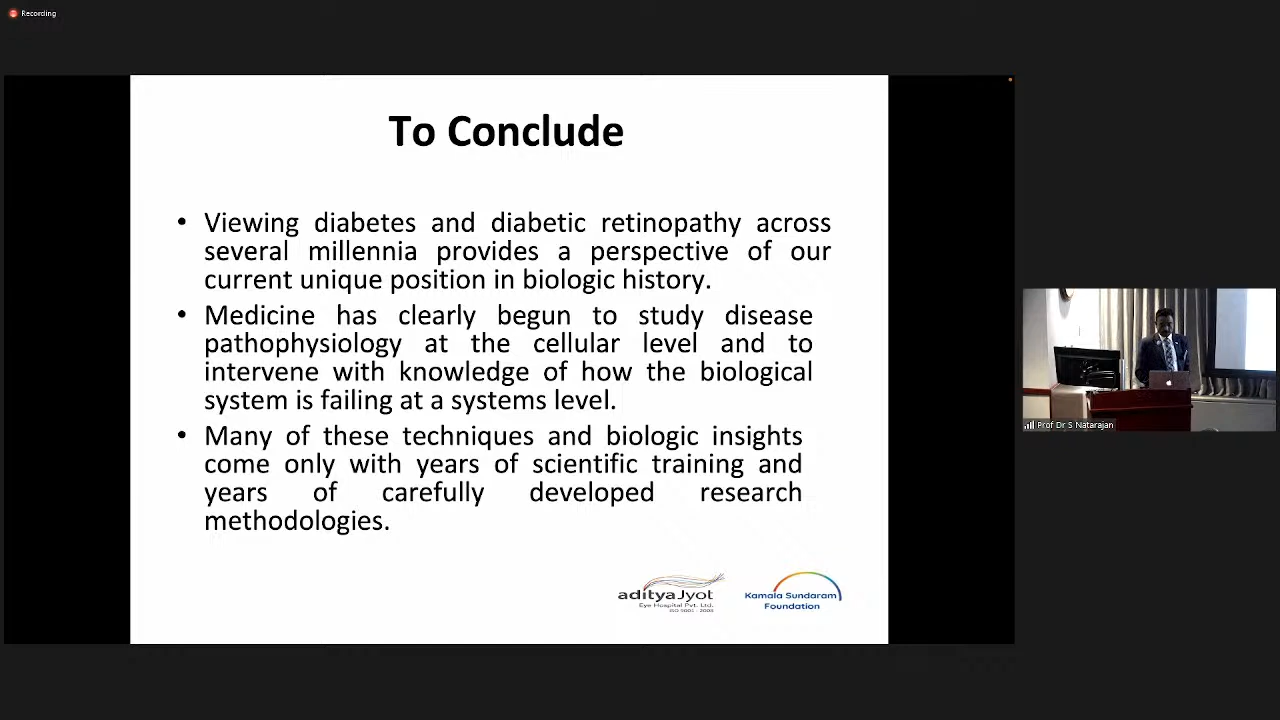 Recording
To Conclude
• Viewing diabetes and diabetic retinopathy across
several millennia provides a perspective of our
current unique position in biologic history.
• Medicine has clearly begun to study disease
pathophysiology at the cellular level and to
intervene with knowledge of how the biological
system is failing at a systems level.
• Many of these techniques and biologic insights
come only with years of scientific training and
years of carefully developed research
methodologies.
adityaJyot
Eye Hospital Pvt. Ltd.
ISO 9001 : 2008
Kamala Sundaram
Foundation
Prof Dr S Natarajan